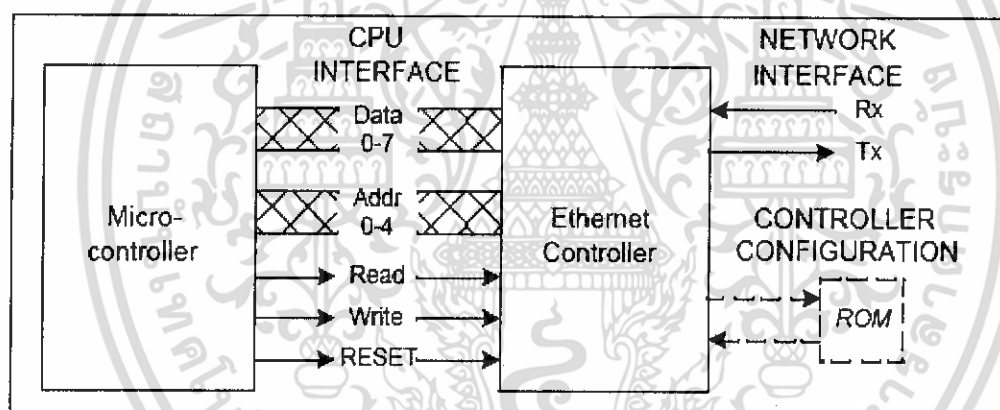 CPU
INTERFACE
NETWORK
INTERFACE
Data
0-7
Rx
Tx
Addr
0-4
Micro-
controller
Ethernet
Controller
CONTROLLER
CONFIGURATION
Read
Write
RESET
ROM